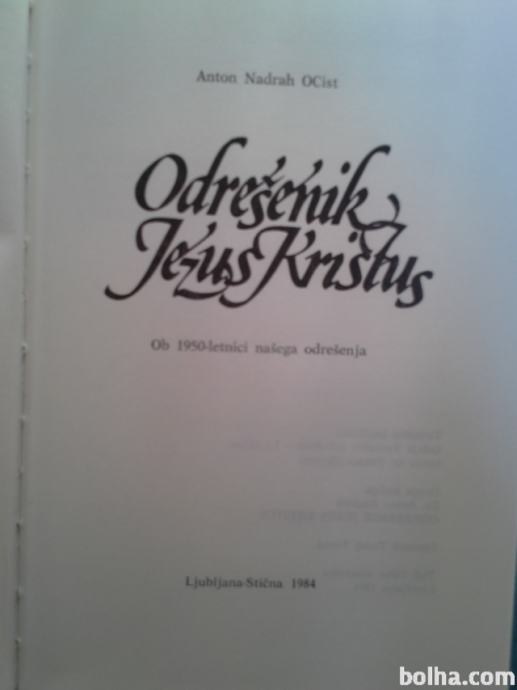 Anton Nadrah OCist
Odrešenik
Jezus Kristus
Ob 1950-letnici našega odrešenja
Ljubljana-Stična 1984
bolha.com